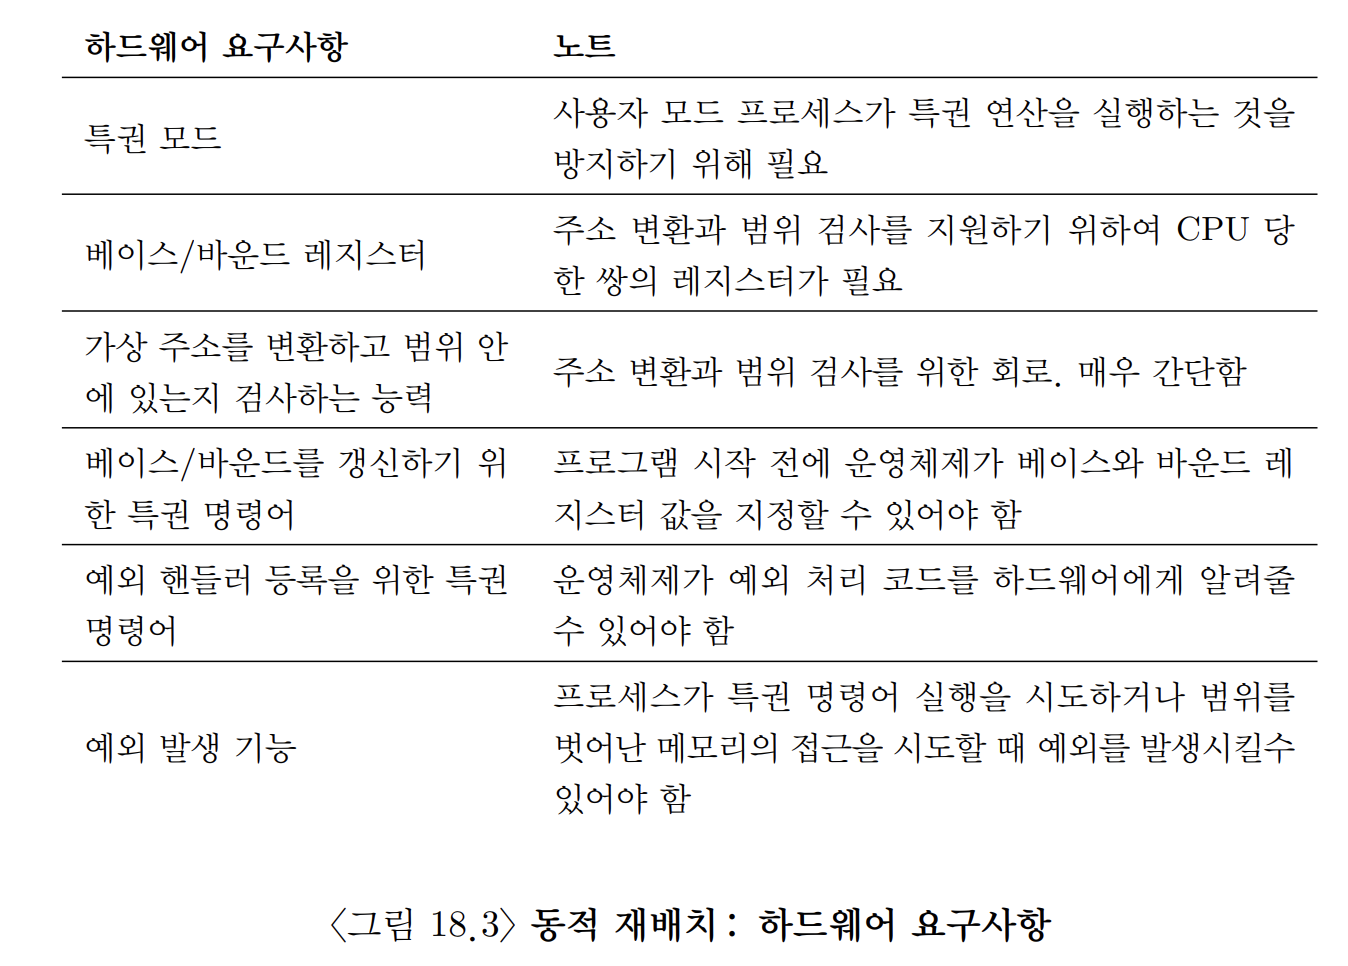 하드웨어 요구사항 노트
특권 모드
사용자 모드 프로세스가 특권 연산을 실행하는 것을
방지하기 위해 필요
베이스/바운드 레지스터
주소 변환과 범위 검사를 지원하기 위하여 CPU 당
한 쌍의 레지스터가 필요
가상 주소를 변환하고 범위 안
에 있는지 검사하는 능력
주소 변환과 범위 검사를 위한 회로. 매우 간단함
베이스/바운드를 갱신하기 위
한 특권 명령어
프로그램 시작 전에 운영체제가 베이스와 바운드 레
지스터 값을 지정할 수 있어야 함
예외 핸들러 등록을 위한 특권
명령어
운영체제가 예외 처리 코드를 하드웨어에게 알려줄
수 있어야 함
예외 발생 기능
프로세스가 특권 명령어 실행을 시도하거나 범위를
벗어난 메모리의 접근을 시도할 때 예외를 발생시킬수
있어야 함
〈그림 18.3〉 동적 재배치: 하드웨어 요구사항